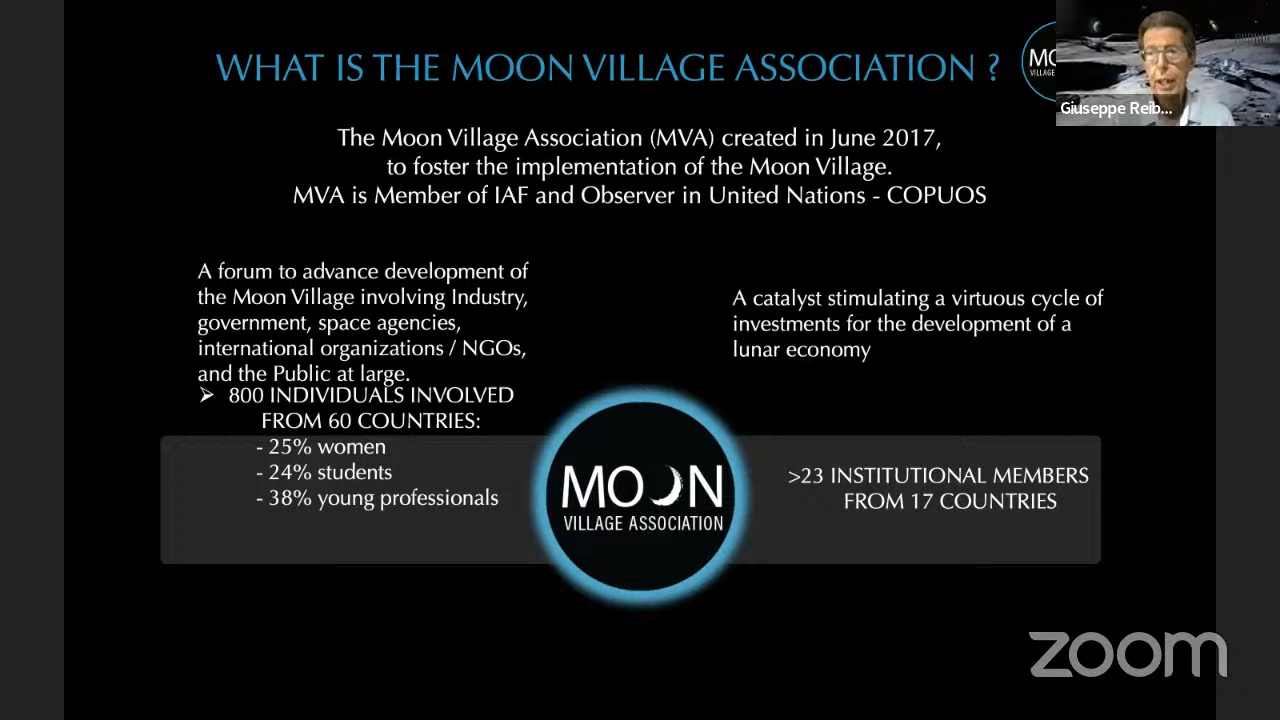 WHAT IS THE MOON VILLAGE ASSOCIATION ?
MO
VILLAGE
Giuseppe Reib...
The Moon Village Association (MVA) created in June 2017,
to foster the implementation of the Moon Village.
MVA is Member of IAF and Observer in United Nations - COPUOS
A forum to advance development of
the Moon Village involving Industry,
government, space agencies,
international organizations / NGOs,
and the Public at large.
➢ 800 INDIVIDUALS INVOLVED
FROM 60 COUNTRIES:
- 25% women
- 24% students
- 38% young professionals
A catalyst stimulating a virtuous cycle of
investments for the development of a
lunar economy
MOON
VILLAGE ASSOCIATION
>23 INSTITUTIONAL MEMBERS
FROM 17 COUNTRIES
zoom